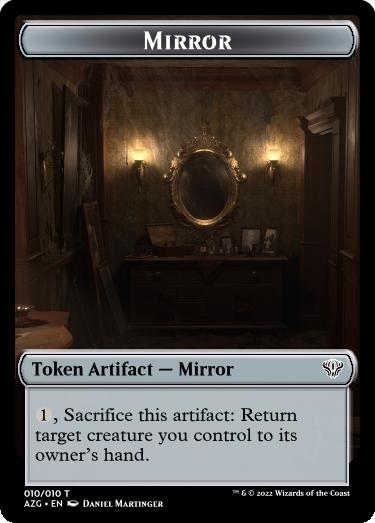 MIRROR
Token Artifact — Mirror
1, Sacrifice this artifact: Return
target creature you control to its
owner's hand.
010/010 T
AZG • EN DANIEL MARTINGER
™ & © 2022 Wizards of the Coast